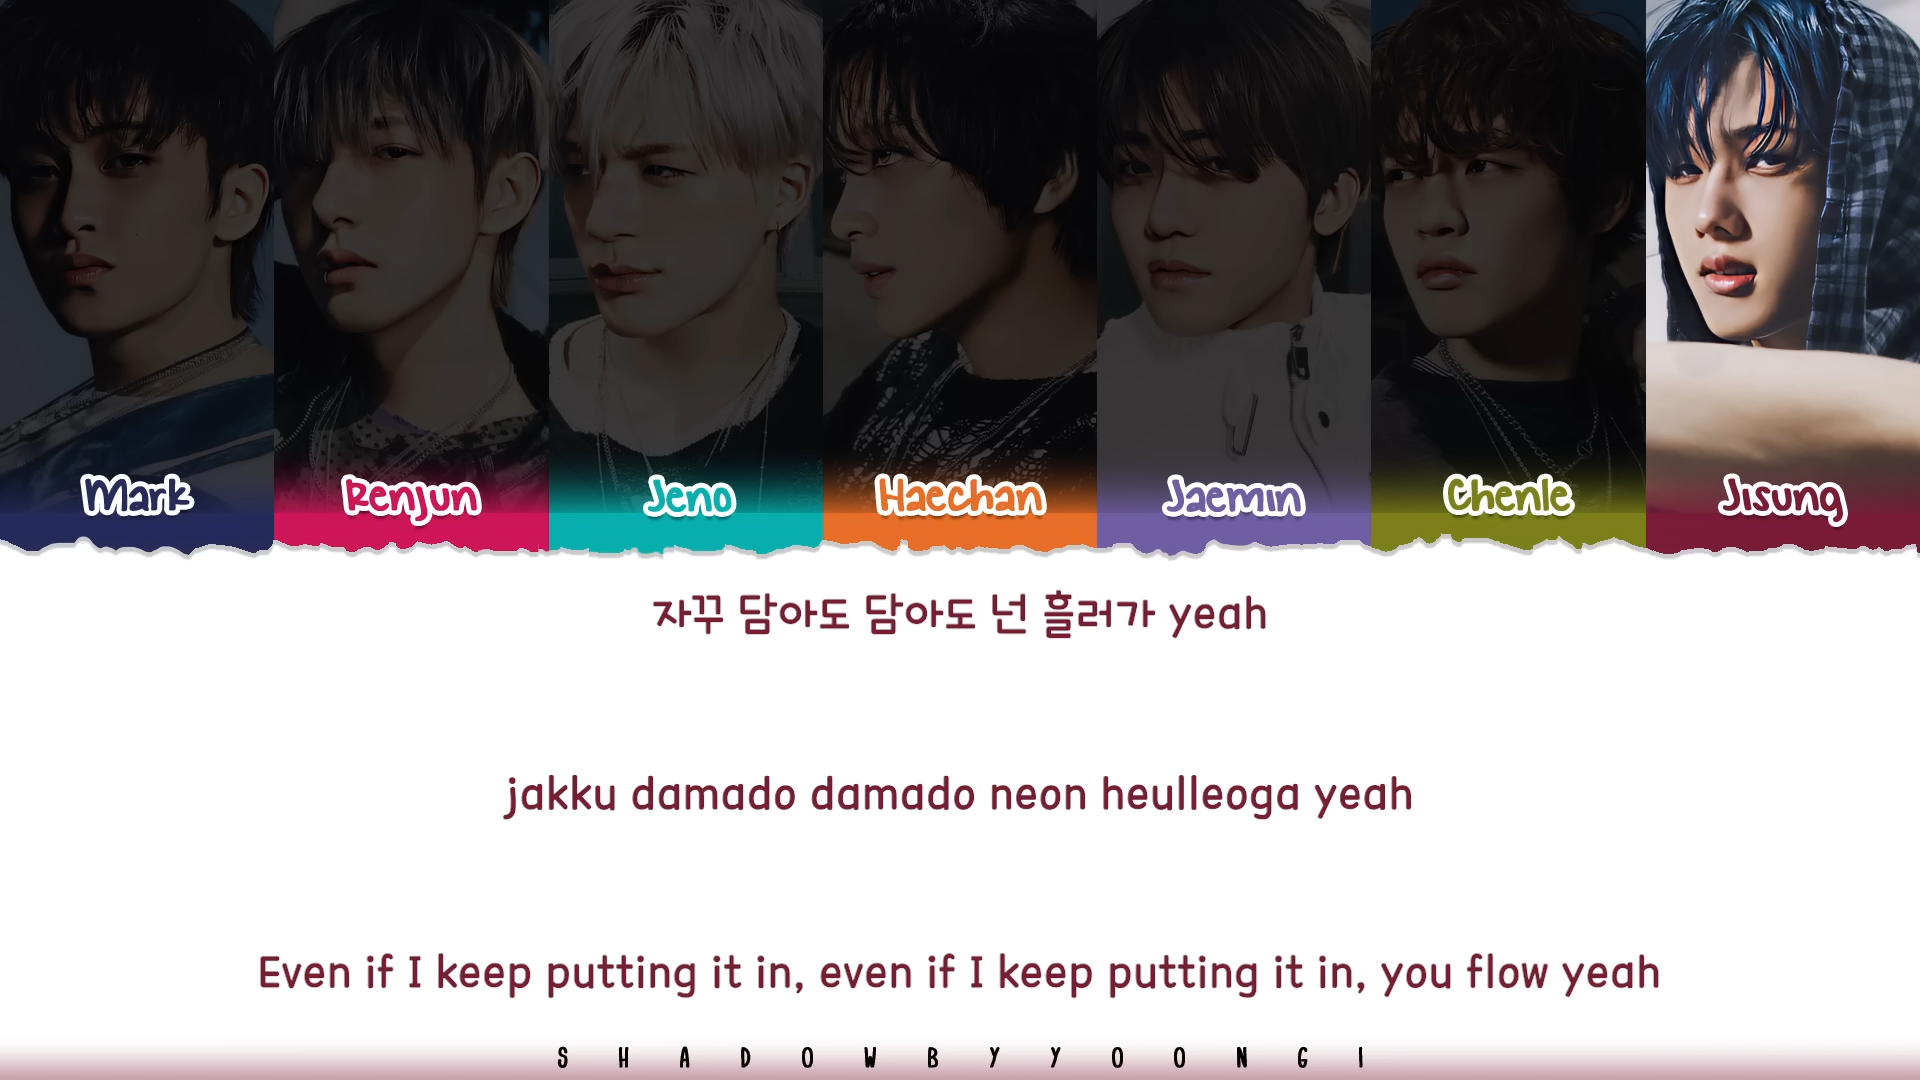 Mark Renjun Jeno Haechan Jaemin Chenle Jisung
자꾸 담아도 담아도 넌 흘러가 yeah
jakku damado damado neon heulleoga yeah
Even if I keep putting it in, even if I keep putting it in, you flow yeah
SHADOWBYYOONGI